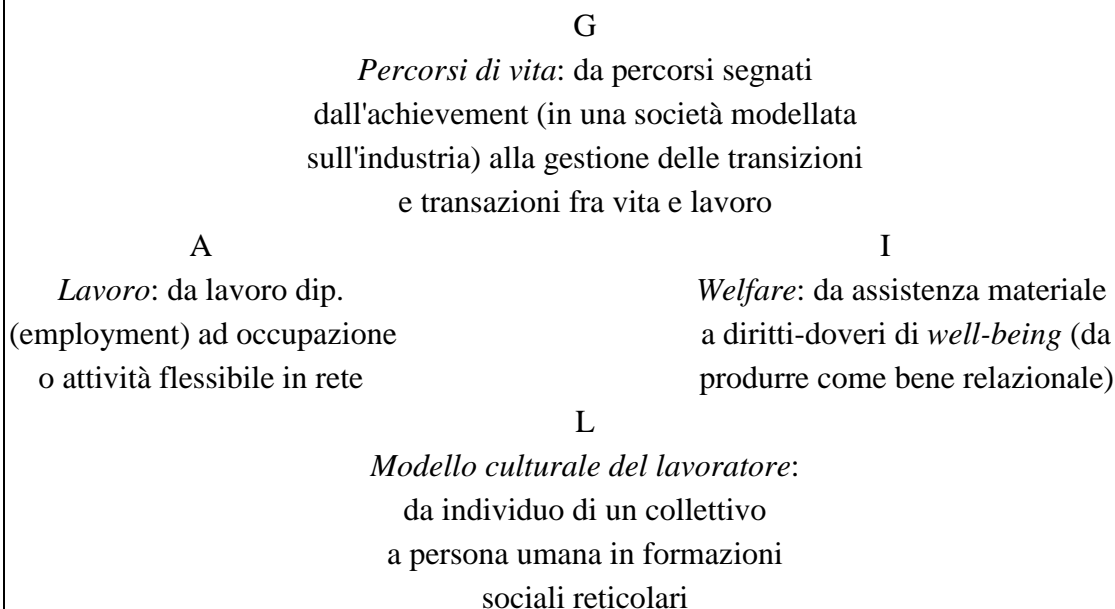 G
Percorsi di vita: da percorsi segnati
dall'achievement (in una società modellata
sull'industria) alla gestione delle transizioni
e transazioni fra vita e lavoro
A
Lavoro: da lavoro dip.
(employment) ad occupazione
o attività flessibile in rete
I
Welfare: da assistenza materiale
a diritti-doveri di well-being (da
produrre come bene relazionale)
L
Modello culturale del lavoratore:
da individuo di un collettivo
a persona umana in formazioni
sociali reticolari